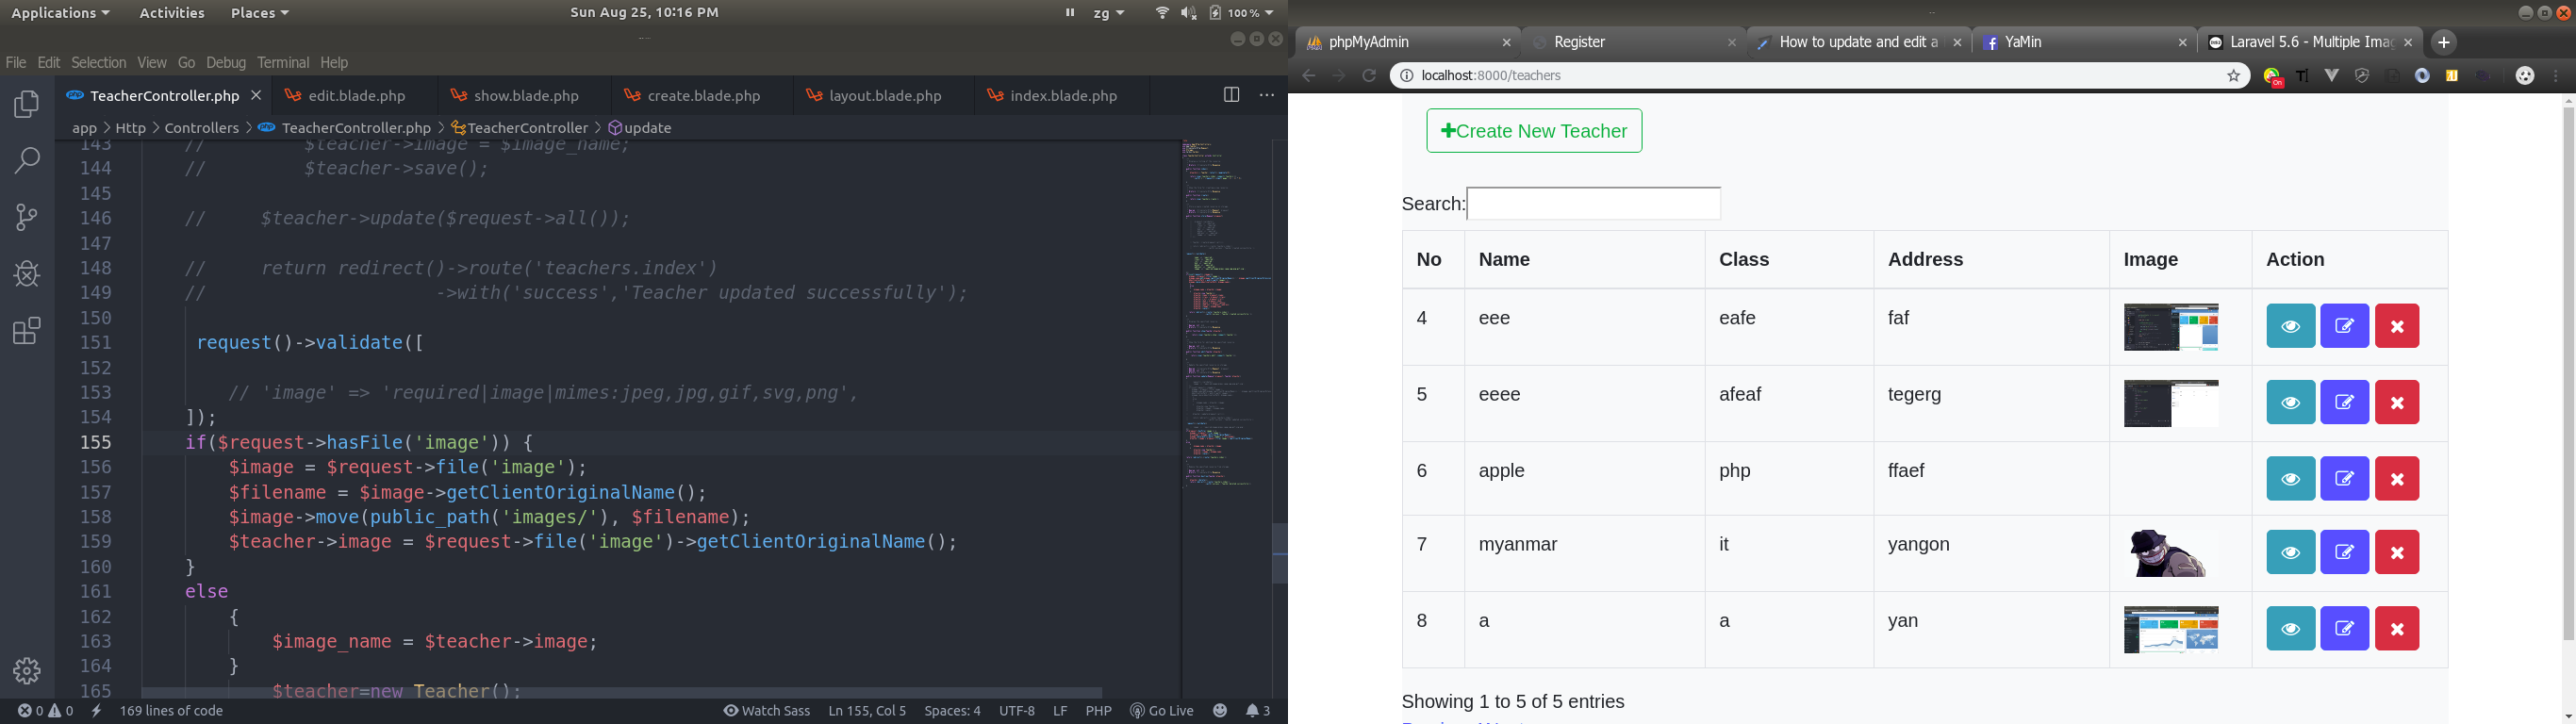 Applications Activities Places Sun Aug 25, 10:16 PM zg 100 %
File Edit Selection View Go Debug Terminal Help
TeacherController.php edit.blade.php show.blade.php create.blade.php layout.blade.php index.blade.php
app > Http > Controllers > TeacherController.php > TeacherController > update
143 // $teacher->image = $image_name;
144 // $teacher->save();
145
146 // $teacher->update($request->all());
147
148 // return redirect()->route('teachers.index')
149 // ->with('success','Teacher updated successfully');
150
151 request()->validate([
152
153 // 'image' => 'required|image|mimes:jpeg,jpg,gif,svg,png',
154 ]);
155 if($request->hasFile('image')) {
156 $image = $request->file('image');
157 $filename = $image->getClientOriginalName();
158 $image->move(public_path('images/'), $filename);
159 $teacher->image = $request->file('image')->getClientOriginalName();
160 }
161 else
162 {
163 $image_name = $teacher->image;
164 }
165 $teacher=new Teacher();
0 0 169 lines of code Watch Sass Ln 155, Col 5 Spaces: 4 UTF-8 LF PHP Go Live 3
phpMyAdmin Register How to update and edit a YaMin Laravel 5.6 - Multiple Imag
localhost:8000/teachers On
Create New Teacher
Search:
No Name Class Address Image Action
4 eee eafe faf
5 eeee afeaf tegerg
6 apple php ffaef
7 myanmar it yangon
8 a a yan
Showing 1 to 5 of 5 entries